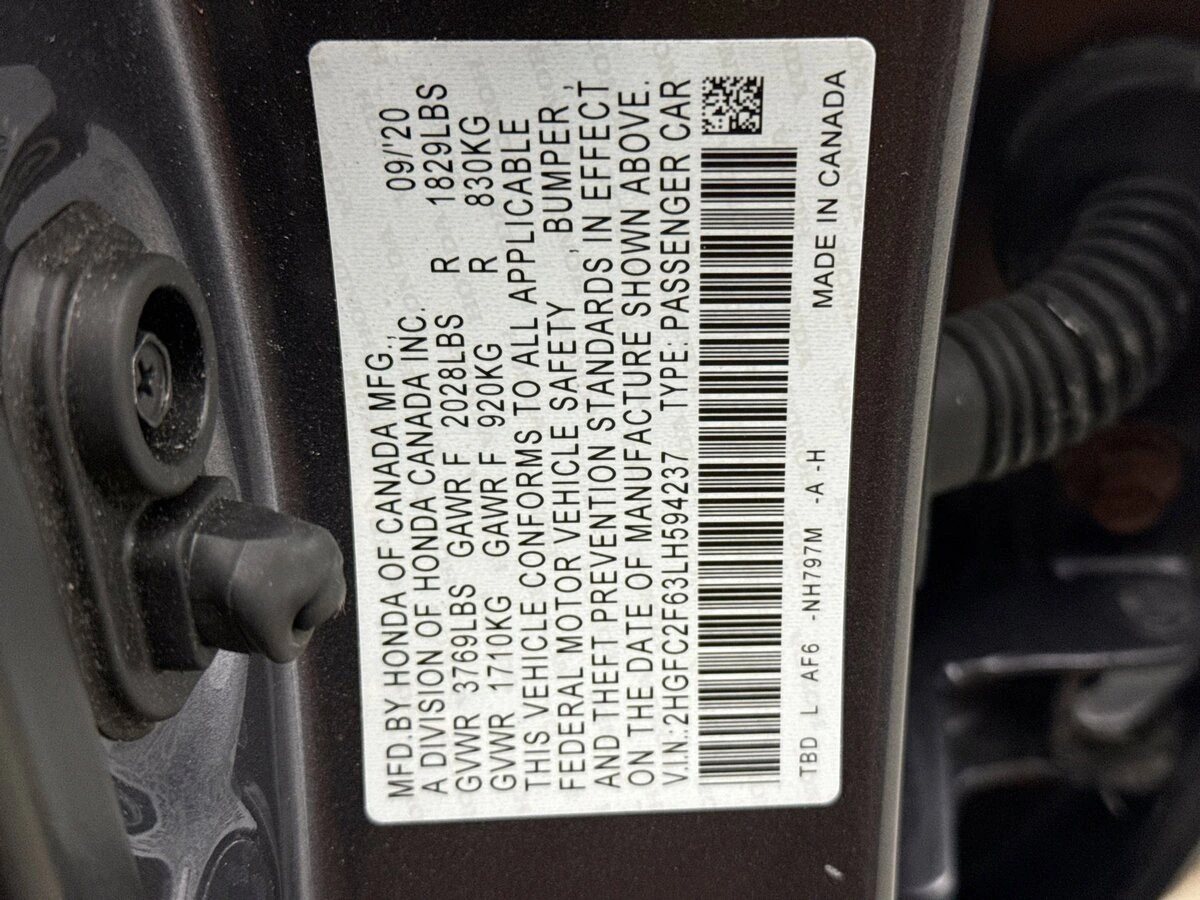 MFD.BY HONDA OF CANADA MFG., 09/'20
A DIVISION OF HONDA CANADA INC.
GVWR 3769LBS GAWR F 2028LBS R 1829LBS
GVWR 1710KG GAWR F 920KG R 830KG
THIS VEHICLE CONFORMS TO ALL APPLICABLE
FEDERAL MOTOR VEHICLE SAFETY , BUMPER ,
AND THEFT PREVENTION STANDARDS IN EFFECT
ON THE DATE OF MANUFACTURE SHOWN ABOVE.
V.I.N.:2HGFC2F63LH594237 TYPE: PASSENGER CAR
TBD L AF6 -NH797M -A -H MADE IN CANADA